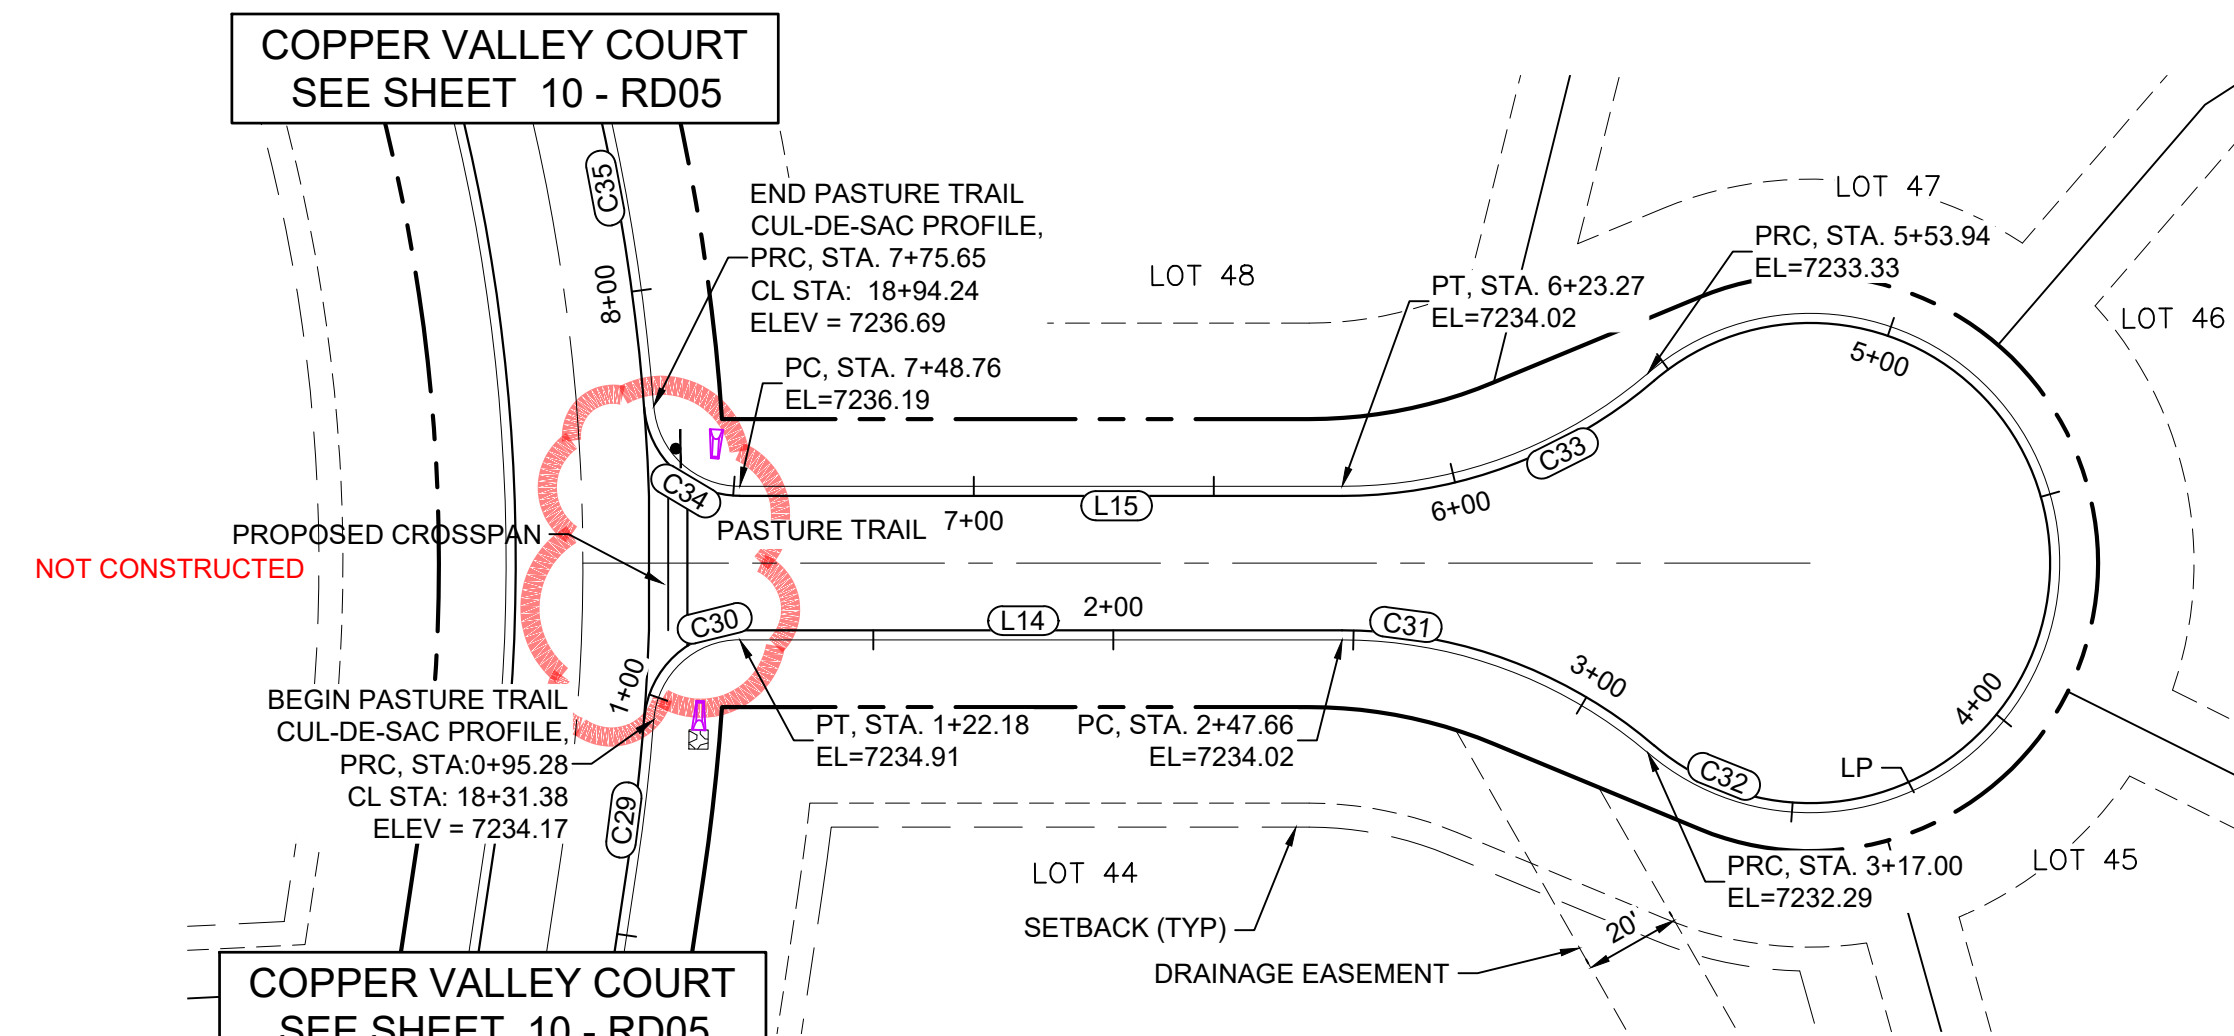 COPPER VALLEY COURT
SEE SHEET 10 - RD05
C35
8+00
END PASTURE TRAIL
CUL-DE-SAC PROFILE,
PRC, STA. 7+75.65
CL STA: 18+94.24
ELEV = 7236.69
PC, STA. 7+48.76
EL=7236.19
LOT 48
PT, STA. 6+23.27
EL=7234.02
LOT 47
PRC, STA. 5+53.94
EL=7233.33
LOT 46
5+00
C33
6+00
C34
L15
7+00
PASTURE TRAIL
PROPOSED CROSSPAN
NOT CONSTRUCTED
C30
L14
2+00
C31
3+00
4+00
1+00
BEGIN PASTURE TRAIL
CUL-DE-SAC PROFILE,
PRC, STA:0+95.28
CL STA: 18+31.38
ELEV = 7234.17
C29
PT, STA. 1+22.18
EL=7234.91
PC, STA. 2+47.66
EL=7234.02
C32
LP
PRC, STA. 3+17.00
EL=7232.29
LOT 45
LOT 44
SETBACK (TYP)
20'
DRAINAGE EASEMENT
COPPER VALLEY COURT
SEE SHEET 10 - RD05